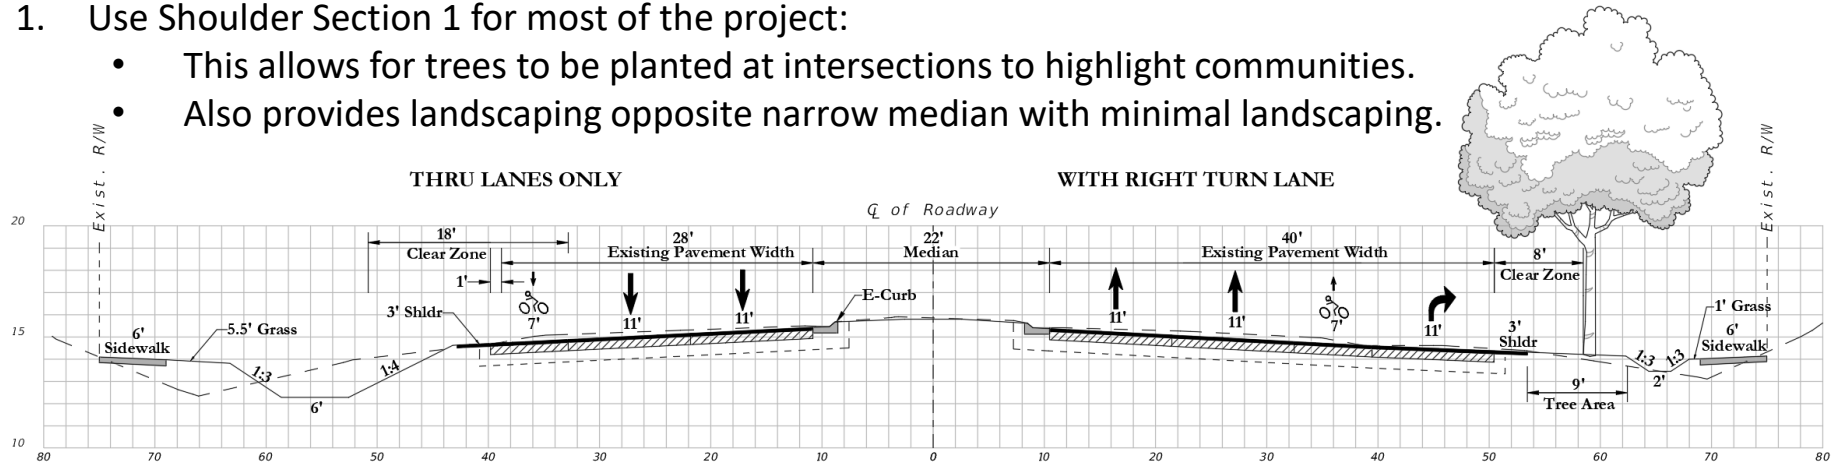 1. Use Shoulder Section 1 for most of the project:
• This allows for trees to be planted at intersections to highlight communities.
• Also provides landscaping opposite narrow median with minimal landscaping.
Exist. R/W
Exist. R/W
THRU LANES ONLY
WITH RIGHT TURN LANE
℄ of Roadway
20
18'
28'
22'
40'
8'
Clear Zone
Existing Pavement Width
Median
Existing Pavement Width
Clear Zone
1'
E-Curb
1' Grass
3' Shldr
7'
11'
11'
11'
11'
7'
11'
3'
Shldr
15
6'
Sidewalk
5.5' Grass
6'
Sidewalk
1:3
1:4
1:3
1:3
2'
6'
9'
Tree Area
10
80 70 60 50 40 30 20 10 0 10 20 30 40 50 60 70 80